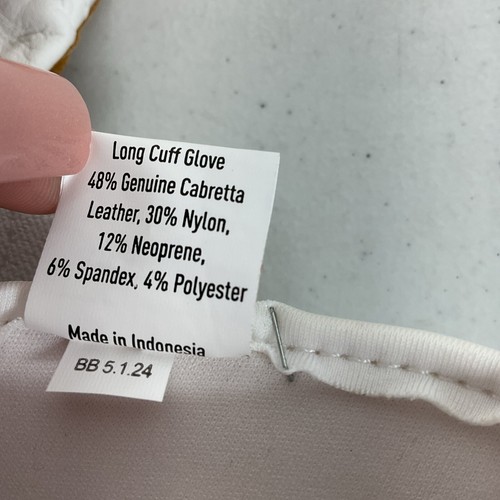 Long Cuff Glove
48% Genuine Cabretta
Leather, 30% Nylon,
12% Neoprene,
6% Spandex, 4% Polyester
Made in Indonesia
BB 5.1.24